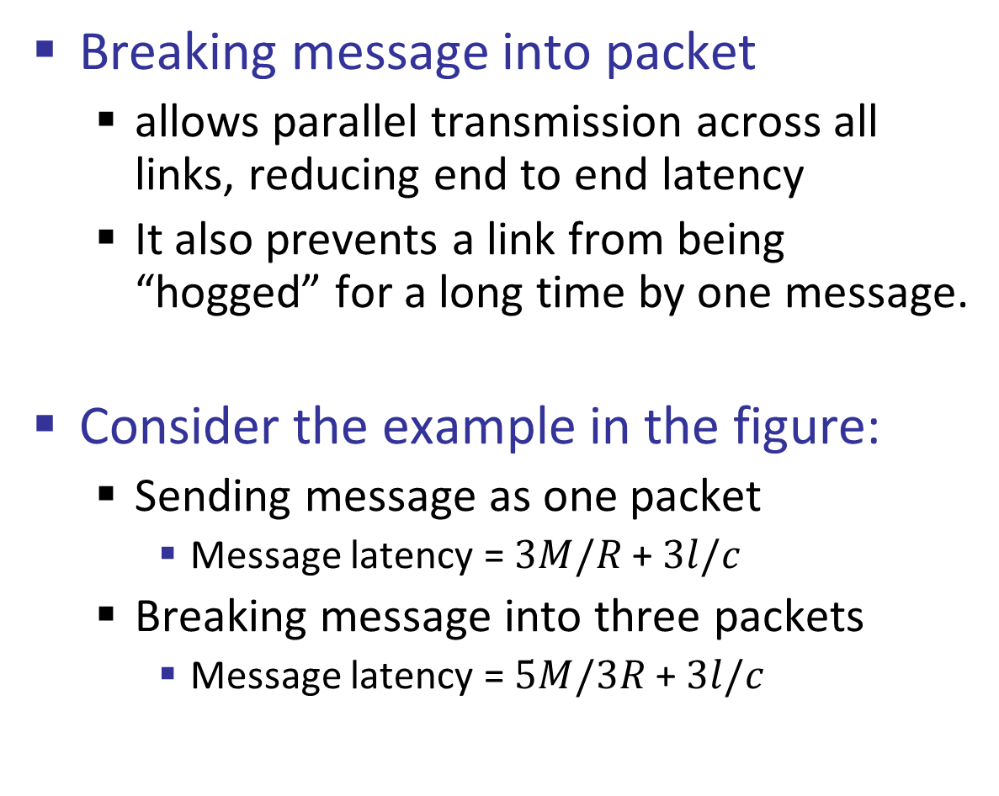 Breaking message into packet
allows parallel transmission across all
links, reducing end to end latency
It also prevents a link from being
“hogged” for a long time by one message.
Consider the example in the figure:
Sending message as one packet
Message latency = 3𝑀/𝑅 + 3𝑙/𝑐
Breaking message into three packets
Message latency = 5𝑀/3𝑅 + 3𝑙/𝑐